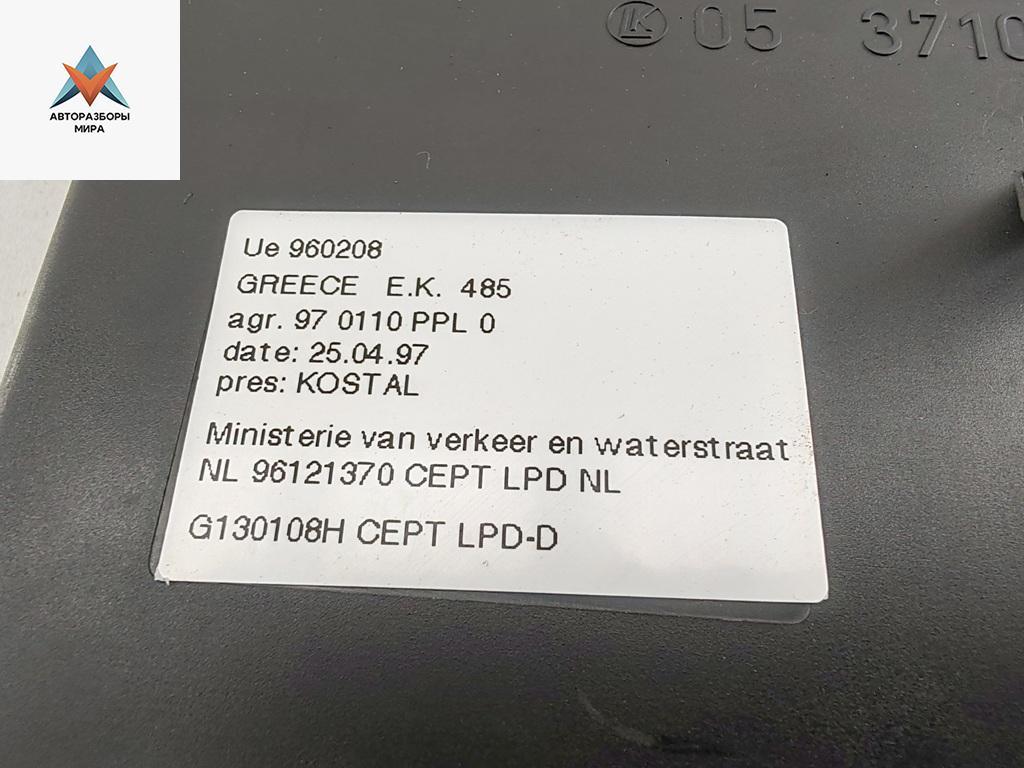 АВТОРАЗБОРЫ
МИРА
LK 05 3710
Ue 960208
GREECE E.K. 485
agr. 97 0110 PPL 0
date: 25.04.97
pres: KOSTAL
Ministerie van verkeer en waterstraat
NL 96121370 CEPT LPD NL
G130108H CEPT LPD-D